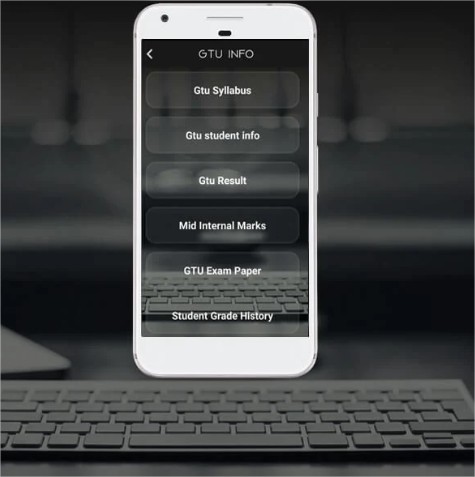 GTU INFO
Gtu Syllabus
Gtu student info
Gtu Result
Mid Internal Marks
GTU Exam Paper
Student Grade History